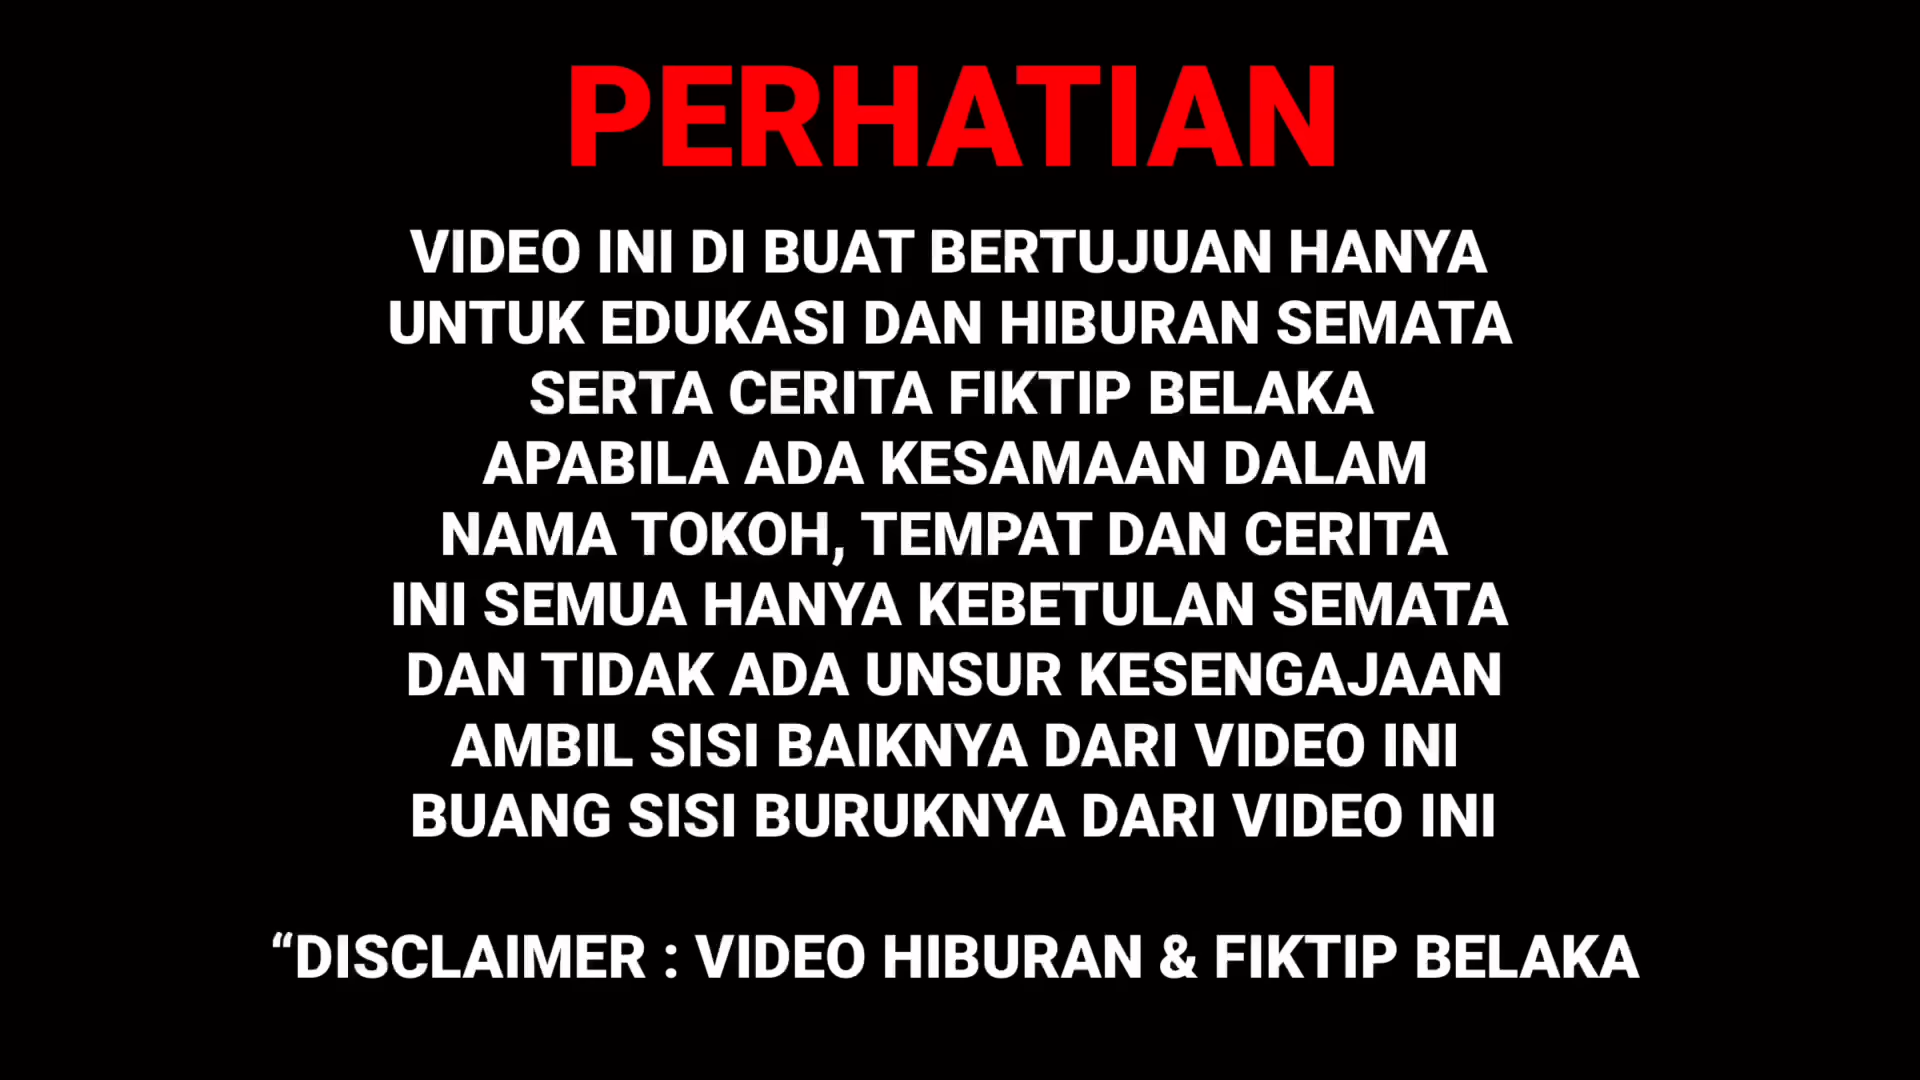 PERHATIAN
VIDEO INI DI BUAT BERTUJUAN HANYA
UNTUK EDUKASI DAN HIBURAN SEMATA
SERTA CERITA FIKTIP BELAKA
APABILA ADA KESAMAAN DALAM
NAMA TOKOH, TEMPAT DAN CERITA
INI SEMUA HANYA KEBETULAN SEMATA
DAN TIDAK ADA UNSUR KESENGAJAAN
AMBIL SISI BAIKNYA DARI VIDEO INI
BUANG SISI BURUKNYA DARI VIDEO INI
“DISCLAIMER : VIDEO HIBURAN & FIKTIP BELAKA